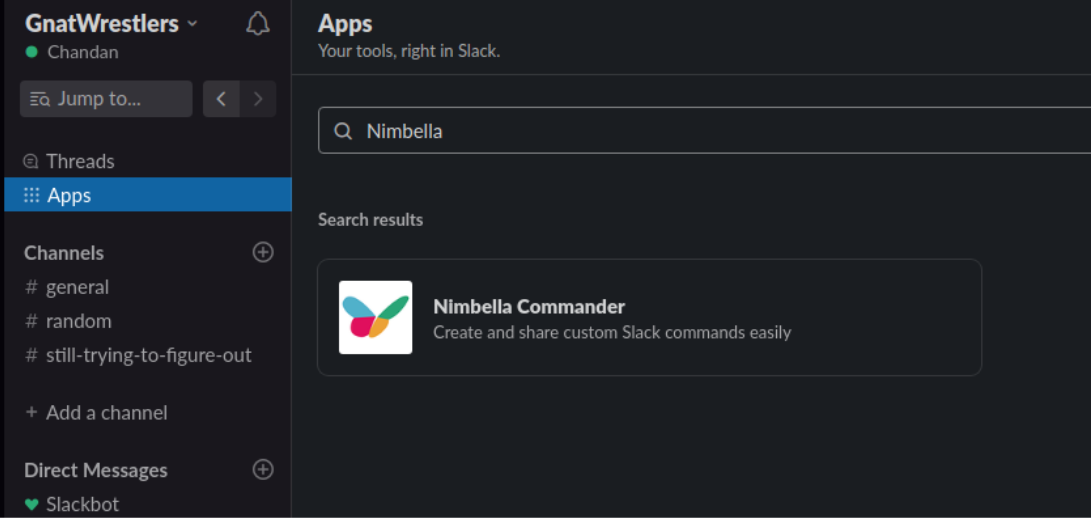 GnatWrestlers
Chandan
Jump to...
Threads
Apps
Channels
# general
# random
# still-trying-to-figure-out
+ Add a channel
Direct Messages
Slackbot
Apps
Your tools, right in Slack.
Nimbella
Search results
Nimbella Commander
Create and share custom Slack commands easily